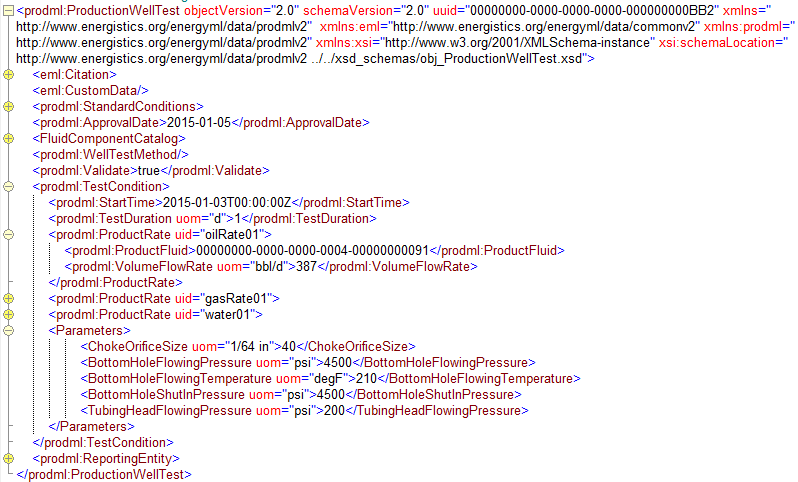 <prodml:ProductionWellTest objectVersion="2.0" schemaVersion="2.0" uuid="00000000-0000-0000-0000-000000000BB2" xmlns="
http://www.energistics.org/energyml/data/prodmlv2"  xmlns:eml="http://www.energistics.org/energyml/data/commonv2" xmlns:prodml="
http://www.energistics.org/energyml/data/prodmlv2" xmlns:xsi="http://www.w3.org/2001/XMLSchema-instance" xsi:schemaLocation="
http://www.energistics.org/energyml/data/prodmlv2 ../../xsd_schemas/obj_ProductionWellTest.xsd">
<eml:Citation>
<eml:CustomData/>
<prodml:StandardConditions>
<prodml:ApprovalDate>2015-01-05</prodml:ApprovalDate>
<FluidComponentCatalog>
<prodml:WellTestMethod/>
<prodml:Validate>true</prodml:Validate>
<prodml:TestCondition>
<prodml:StartTime>2015-01-03T00:00:00Z</prodml:StartTime>
<prodml:TestDuration uom="d">1</prodml:TestDuration>
<prodml:ProductRate uid="oilRate01">
<prodml:ProductFluid>00000000-0000-0000-0004-00000000091</prodml:ProductFluid>
<prodml:VolumeFlowRate uom="bbl/d">387</prodml:VolumeFlowRate>
</prodml:ProductRate>
<prodml:ProductRate uid="gasRate01">
<prodml:ProductRate uid="water01">
<Parameters>
<ChokeOrificeSize uom="1/64 in">40</ChokeOrificeSize>
<BottomHoleFlowingPressure uom="psi">4500</BottomHoleFlowingPressure>
<BottomHoleFlowingTemperature uom="degF">210</BottomHoleFlowingTemperature>
<BottomHoleShutInPressure uom="psi">4500</BottomHoleShutInPressure>
<TubingHeadFlowingPressure uom="psi">200</TubingHeadFlowingPressure>
</Parameters>
</prodml:TestCondition>
<prodml:ReportingEntity>
</prodml:ProductionWellTest>